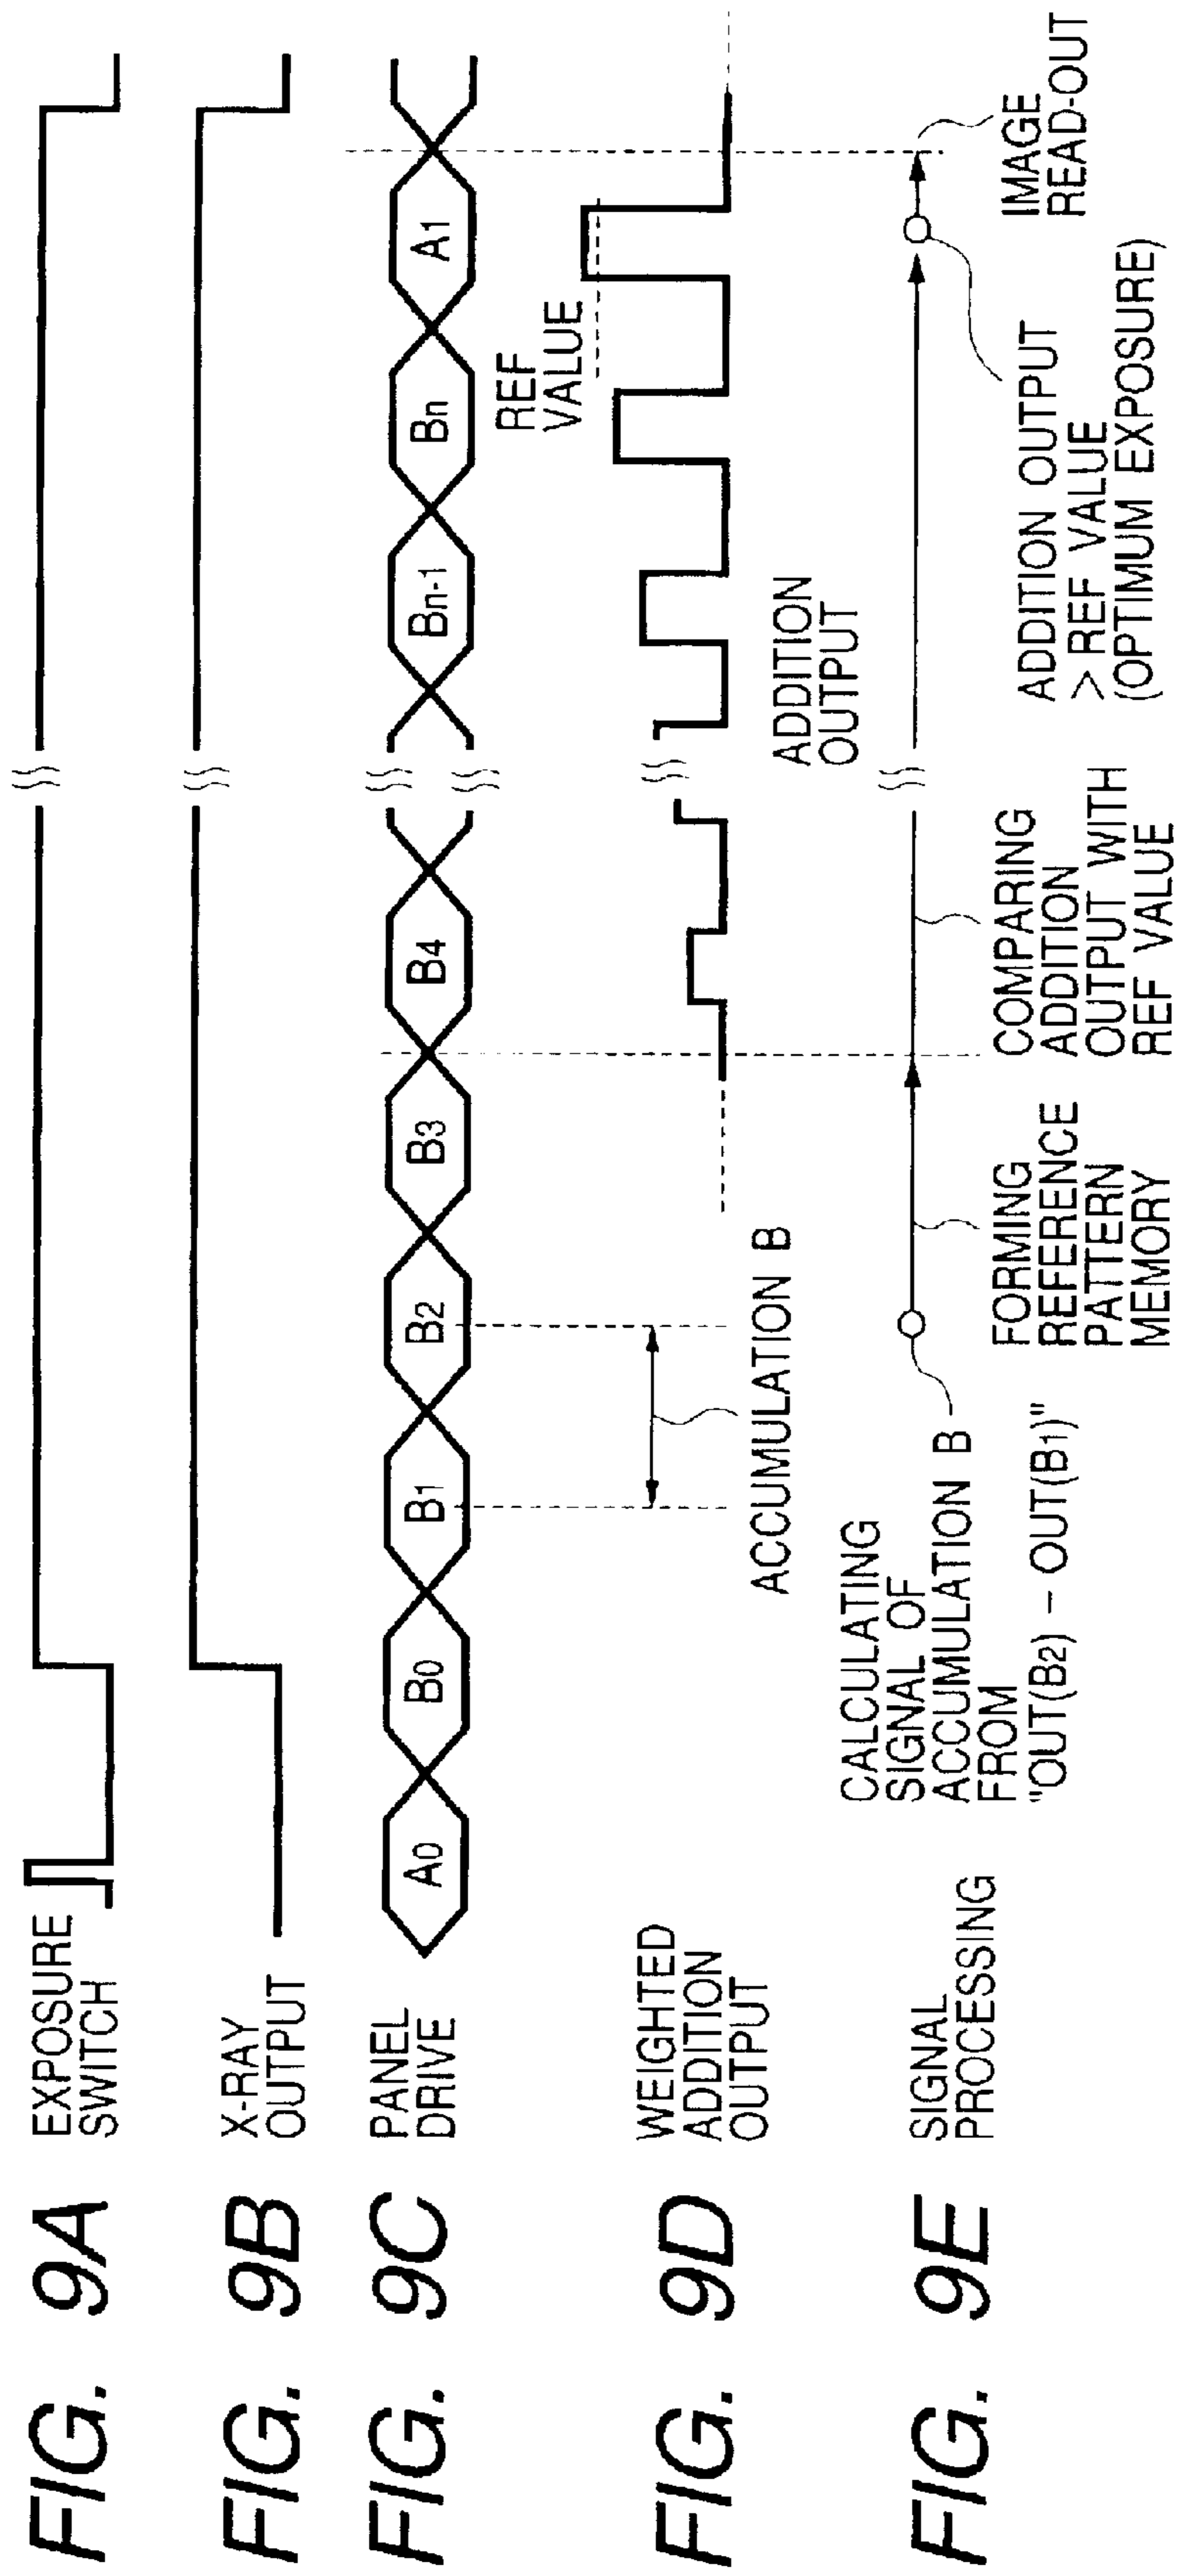 FIG. 9A EXPOSURE
SWITCH
FIG. 9B X-RAY
OUTPUT
FIG. 9C PANEL
DRIVE
A0 B0 B1 B2 B3 B4 Bn-1 Bn A1
FIG. 9D WEIGHTED
ADDITION
OUTPUT
ACCUMULATION B
ADDITION
OUTPUT
REF
VALUE
FIG. 9E SIGNAL
PROCESSING
CALCULATING
SIGNAL OF
ACCUMULATION B
FROM
"OUT(B2) – OUT(B1)"
FORMING
REFERENCE
PATTERN
MEMORY
COMPARING
ADDITION
OUTPUT WITH
REF VALUE
ADDITION OUTPUT
> REF VALUE
(OPTIMUM EXPOSURE)
IMAGE
READ-OUT